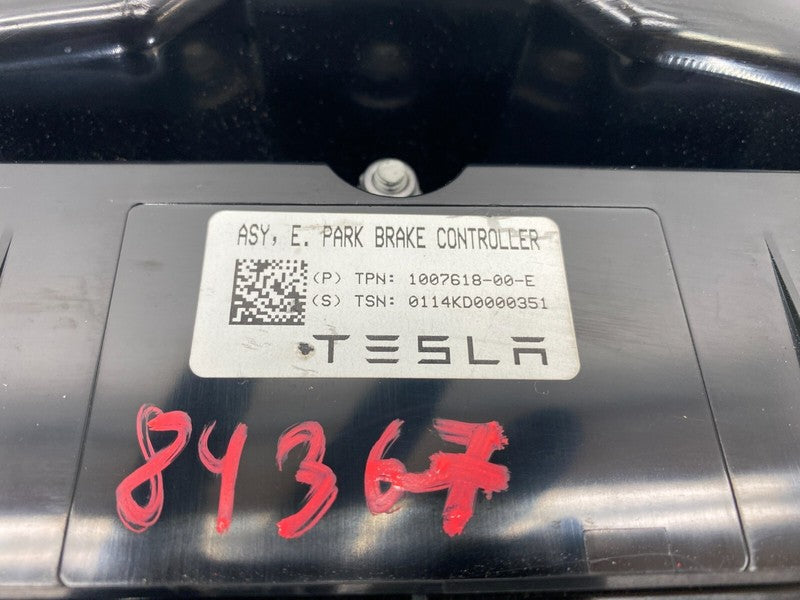 ASY, E. PARK BRAKE CONTROLLER
(P) TPN: 1007618-00-E
(S) TSN: 0114KD0000351
TESLA
84367